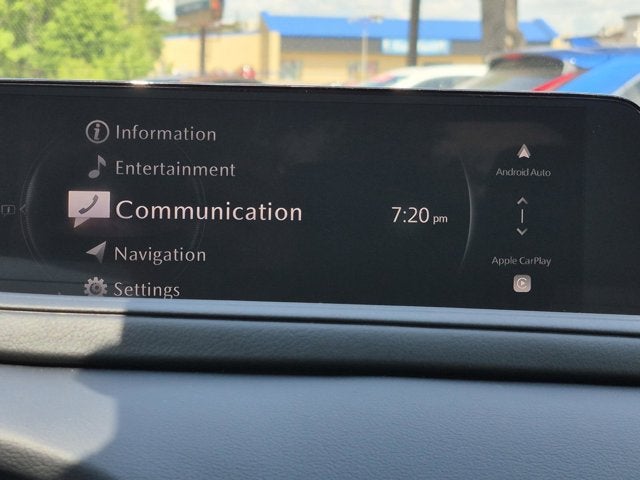 Information
Entertainment
Communication
7:20 pm
Navigation
Settings
Android Auto
Apple CarPlay